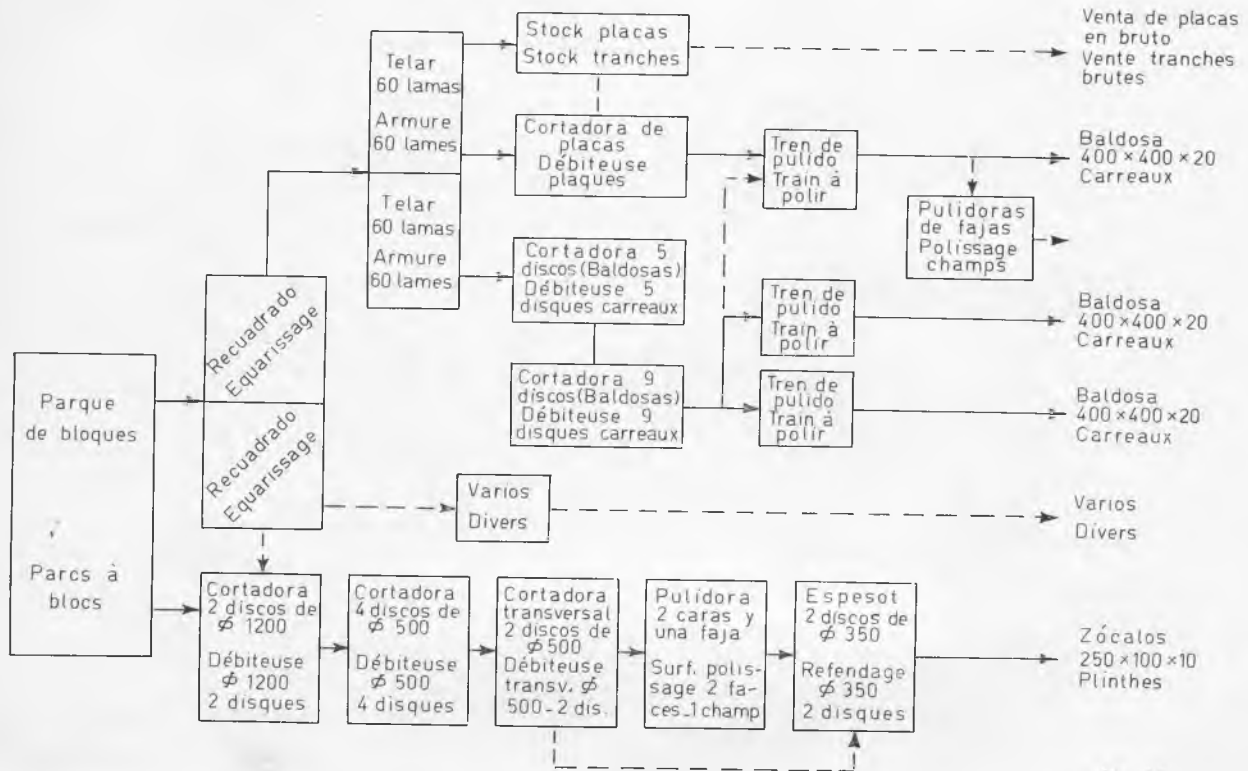 Stock placas
Stock tranches
Venta de placas
en bruto
Vente tranches
brutes
Telar
60 lamas
Armure
60 lames
Cortadora de
placas
Débiteuse
plaques
Tren de
pulido
Train à
polir
Baldosa
400×400×20
Carreaux
Pulidoras
de fajas
Polissage
champs
Telar
60 lamas
Armure
60 lames
Cortadora 5
discos (Baldosas)
Débiteuse 5
disques carreaux
Tren de
pulido
Train à
polir
Baldosa
400×400×20
Carreaux
Recuadrado
Equarissage
Cortadora 9
discos (Baldosas)
Débiteuse 9
disques carreaux
Tren de
pulido
Train à
polir
Baldosa
400×400×20
Carreaux
Parque
de bloques
Parcs à
blocs
Recuadrado
Equarissage
Varios
Divers
Varios
Divers
Cortadora
2 discos de
ϕ 1200
Débiteuse
ϕ 1200
2 disques
Cortadora
4 discos de
ϕ 500
Débiteuse
ϕ 500
4 disques
Cortadora
transversal
2 discos de
ϕ 500
Débiteuse
transv. ϕ
500-2 dis.
Pulidora
2 caras y
una faja
Surf. polis-
sage 2 fa-
ces-1 champ
Espesot
2 discos de
ϕ 350
Refendage
ϕ 350
2 disques
Zócalos
250×100×10
Plinthes